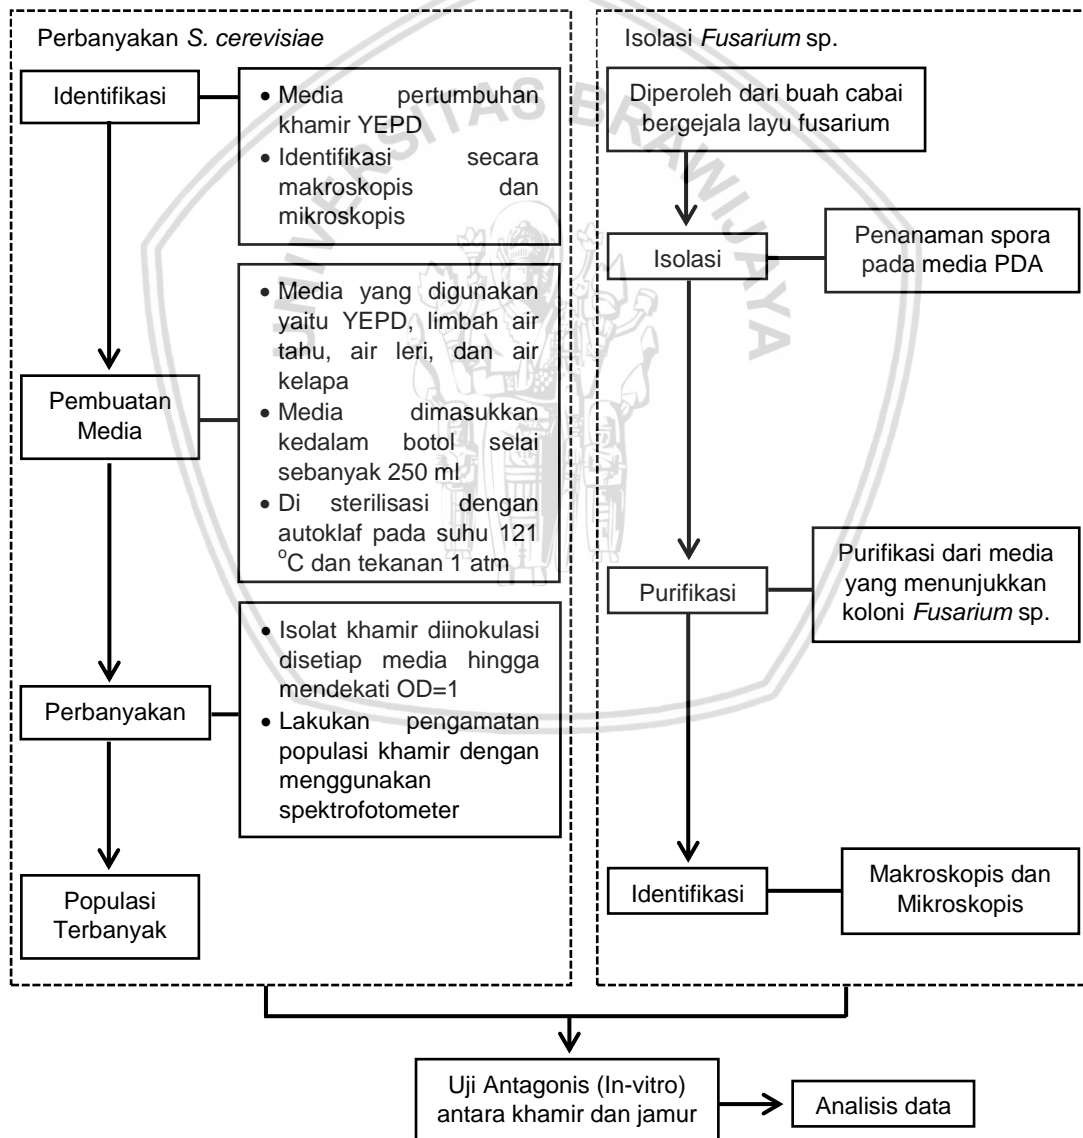 Perbanyakan S. cerevisiae
Identifikasi
• Media pertumbuhan
khamir YEPD
• Identifikasi secara
makroskopis dan
mikroskopis
Pembuatan
Media
• Media yang digunakan
yaitu YEPD, limbah air
tahu, air leri, dan air
kelapa
• Media dimasukkan
kedalam botol selai
sebanyak 250 ml
• Di sterilisasi dengan
autoklaf pada suhu 121
°C dan tekanan 1 atm
Perbanyakan
• Isolat khamir diinokulasi
disetiap media hingga
mendekati OD=1
• Lakukan pengamatan
populasi khamir dengan
menggunakan
spektrofotometer
Populasi
Terbanyak
Isolasi Fusarium sp.
Diperoleh dari buah cabai
bergejala layu fusarium
Isolasi
Penanaman spora
pada media PDA
Purifikasi
Purifikasi dari media
yang menunjukkan
koloni Fusarium sp.
Identifikasi
Makroskopis dan
Mikroskopis
Uji Antagonis (In-vitro)
antara khamir dan jamur
Analisis data
UNIVERSITAS BRAWIJAYA